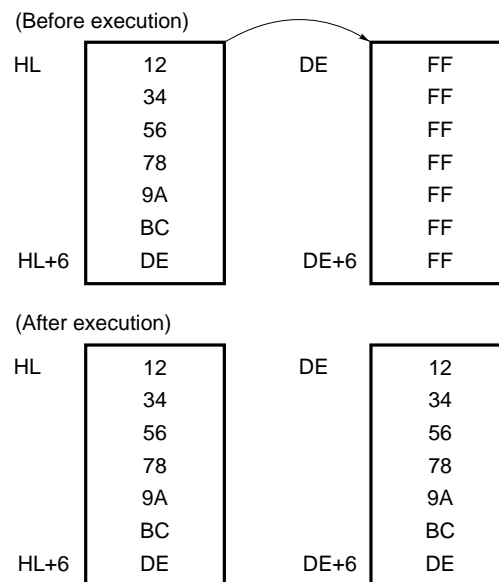 (Before execution)
HL 12 DE FF
34 FF
56 FF
78 FF
9A FF
BC FF
HL+6 DE DE+6 FF
(After execution)
HL 12 DE 12
34 34
56 56
78 78
9A 9A
BC BC
HL+6 DE DE+6 DE